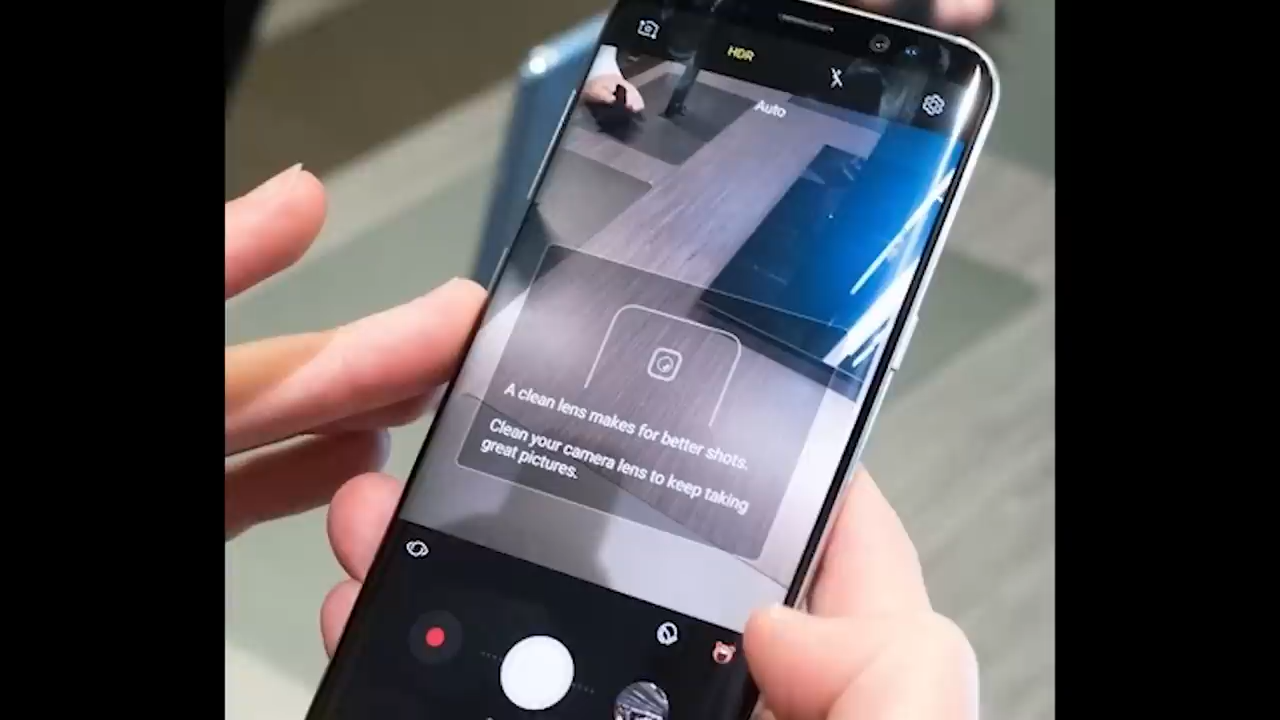 HDR
Auto
A clean lens makes for better shots.
Clean your camera lens to keep taking
great pictures.